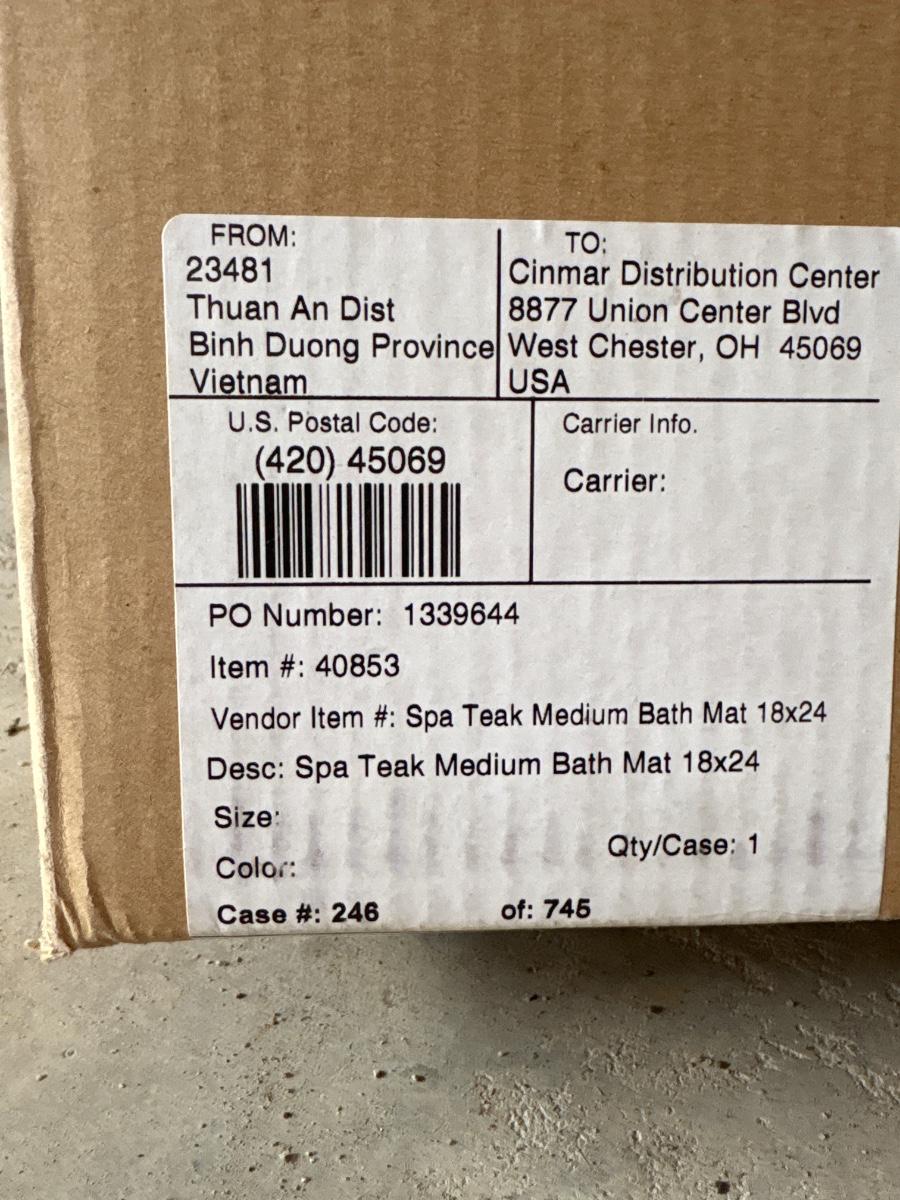 FROM:
23481
Thuan An Dist
Binh Duong Province
Vietnam
TO:
Cinmar Distribution Center
8877 Union Center Blvd
West Chester, OH 45069
USA
U.S. Postal Code:
(420) 45069
Carrier Info.
Carrier:
PO Number: 1339644
Item #: 40853
Vendor Item #: Spa Teak Medium Bath Mat 18x24
Desc: Spa Teak Medium Bath Mat 18x24
Size:
Qty/Case: 1
Color:
Case #: 246 of: 745